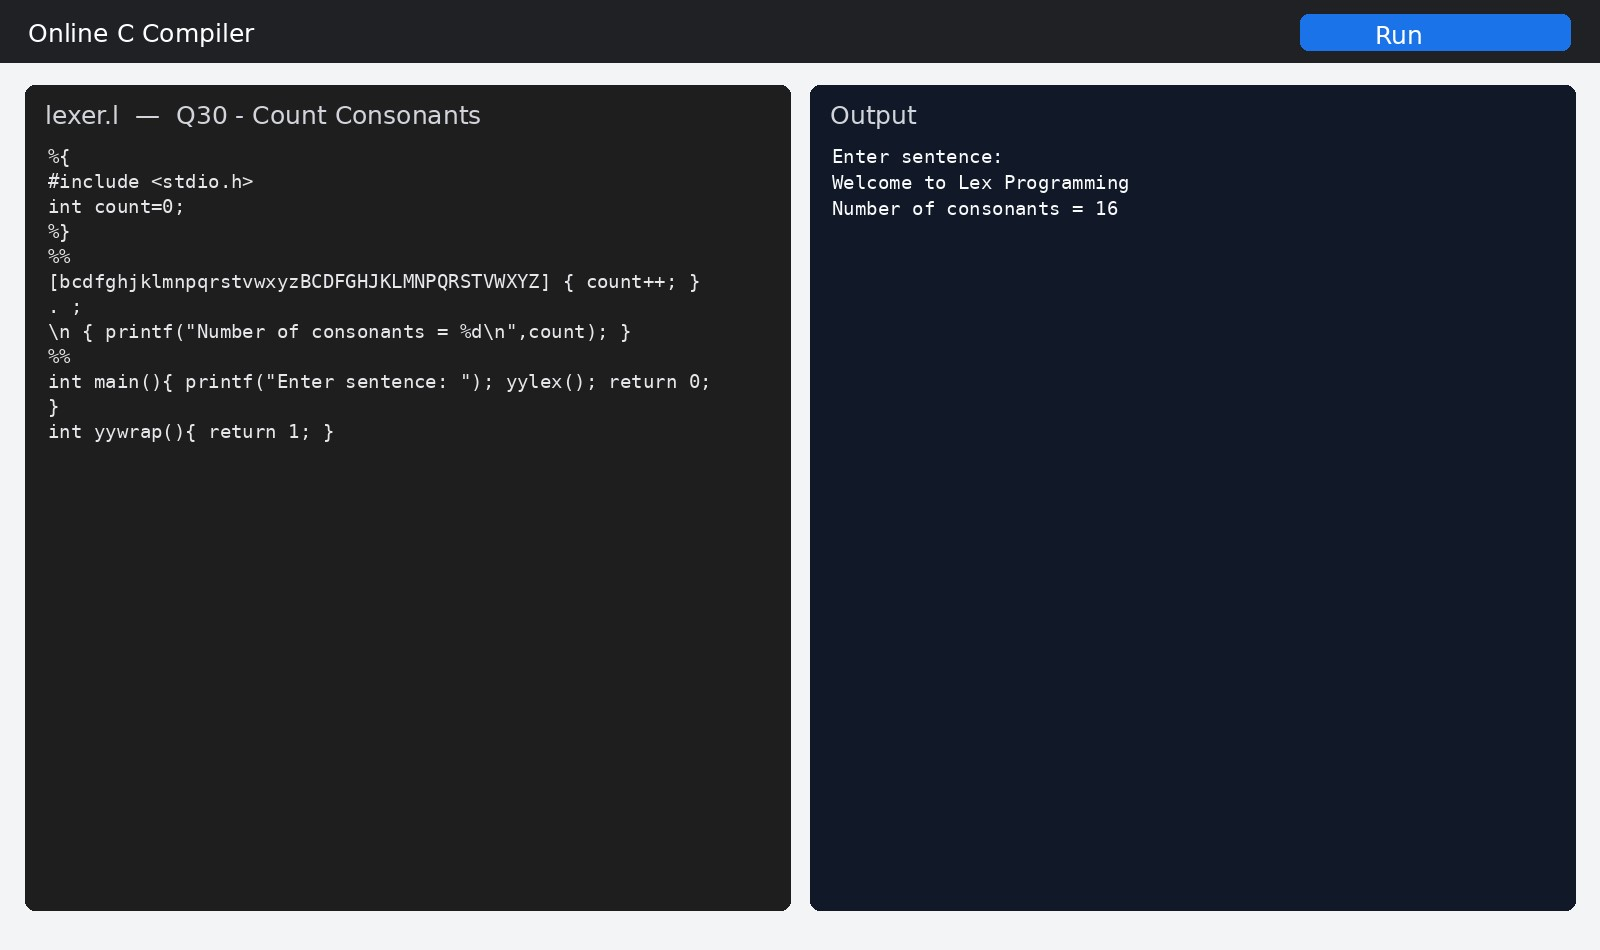 Online C Compiler
Run
lexer.l — Q30 - Count Consonants
%{
#include <stdio.h>
int count=0;
%}
%%
[bcdfghjklmnpqrstvwxyzBCDFGHJKLMNPQRSTVWXYZ] { count++; }
. ;
\n { printf("Number of consonants = %d\n",count); }
%%
int main(){ printf("Enter sentence: "); yylex(); return 0;
}
int yywrap(){ return 1; }
Output
Enter sentence:
Welcome to Lex Programming
Number of consonants = 16